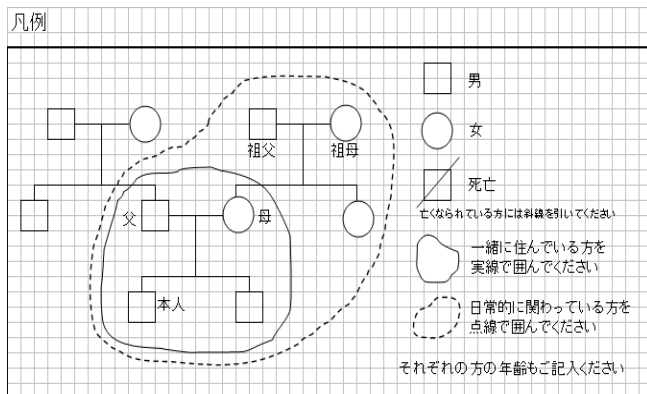 凡例
男
女
祖父
祖母
死亡
亡くなられている方には斜線を引いてください
父
母
一緒に住んでいる方を
実線で囲んでください
本人
日常的に関わっている方を
点線で囲んでください
それぞれの方の年齢もご記入ください